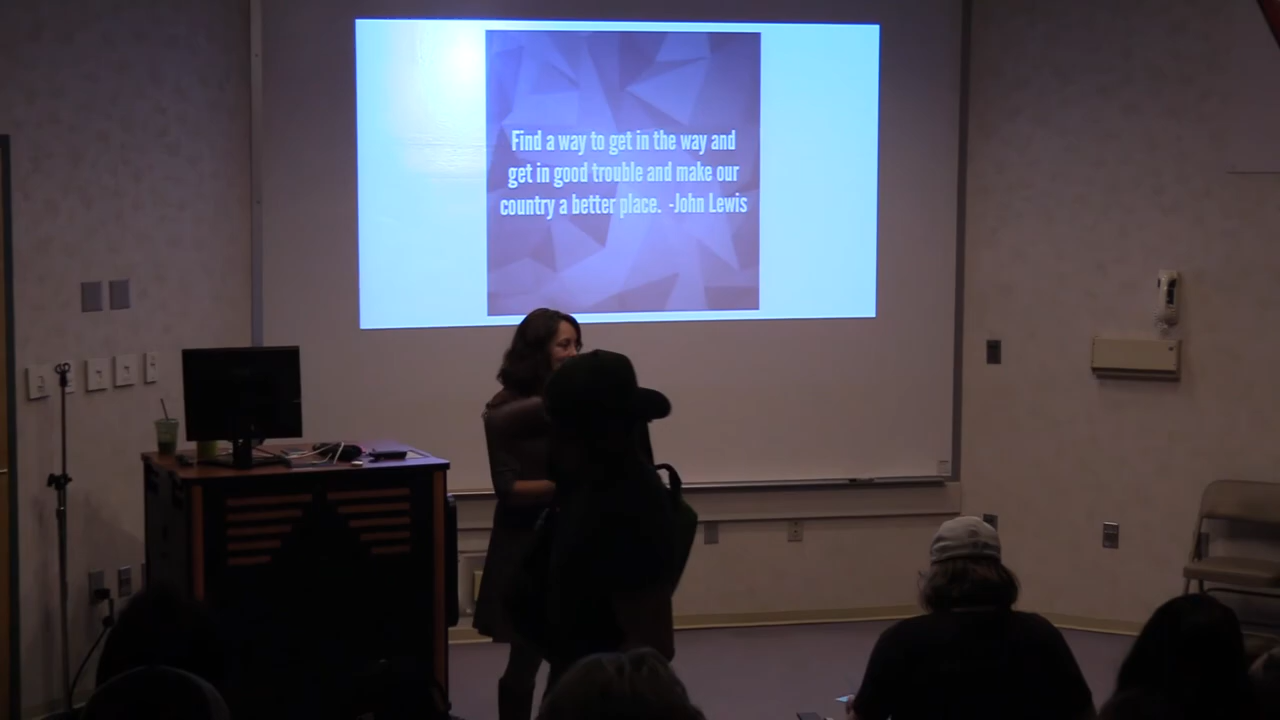 Find a way to get in the way and
get in good trouble and make our
country a better place. -John Lewis